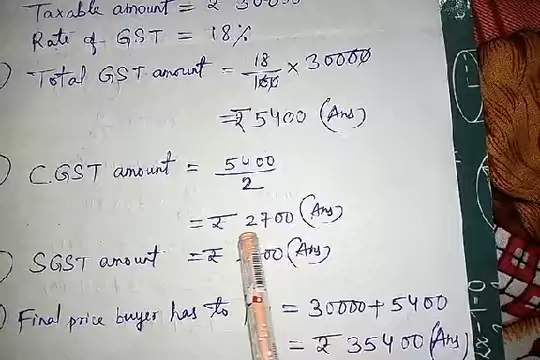 Taxable amount = ₹ 30000
Rate of GST = 18%
) Total GST amount = 18/100 × 30000
= ₹ 5400 (Ans)
) C.GST amount = 5400/2
= ₹ 2700 (Ans)
) SGST amount = ₹ 00 (Ans)
) Final price buyer has to = 30000 + 5400
= ₹ 35400 (Ans)